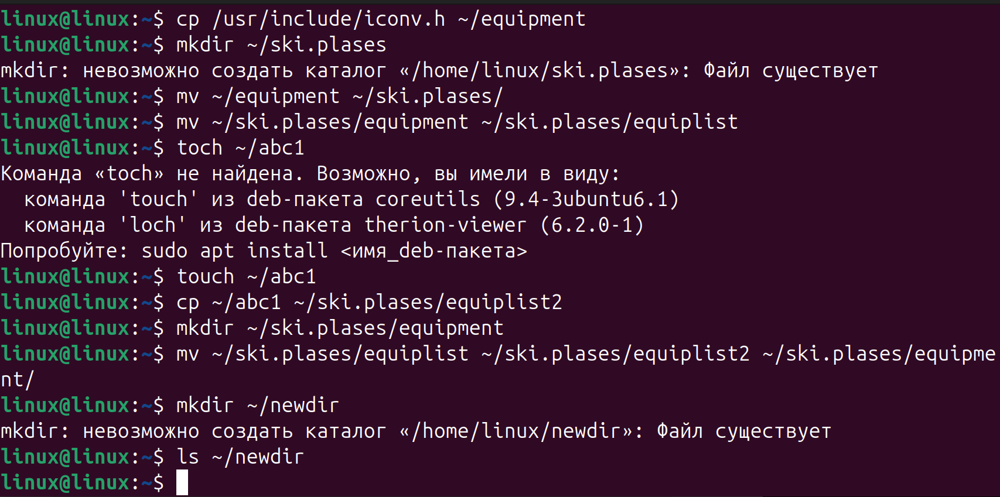 linux@linux:~$ cp /usr/include/iconv.h ~/equipment
linux@linux:~$ mkdir ~/ski.plases
mkdir: невозможно создать каталог «/home/linux/ski.plases»: Файл существует
linux@linux:~$ mv ~/equipment ~/ski.plases/
linux@linux:~$ mv ~/ski.plases/equipment ~/ski.plases/equiplist
linux@linux:~$ toch ~/abc1
Команда «toch» не найдена. Возможно, вы имели в виду:
  команда 'touch' из deb-пакета coreutils (9.4-3ubuntu6.1)
  команда 'loch' из deb-пакета therion-viewer (6.2.0-1)
Попробуйте: sudo apt install <имя_deb-пакета>
linux@linux:~$ touch ~/abc1
linux@linux:~$ cp ~/abc1 ~/ski.plases/equiplist2
linux@linux:~$ mkdir ~/ski.plases/equipment
linux@linux:~$ mv ~/ski.plases/equiplist ~/ski.plases/equiplist2 ~/ski.plases/equipme
nt/
linux@linux:~$ mkdir ~/newdir
mkdir: невозможно создать каталог «/home/linux/newdir»: Файл существует
linux@linux:~$ ls ~/newdir
linux@linux:~$